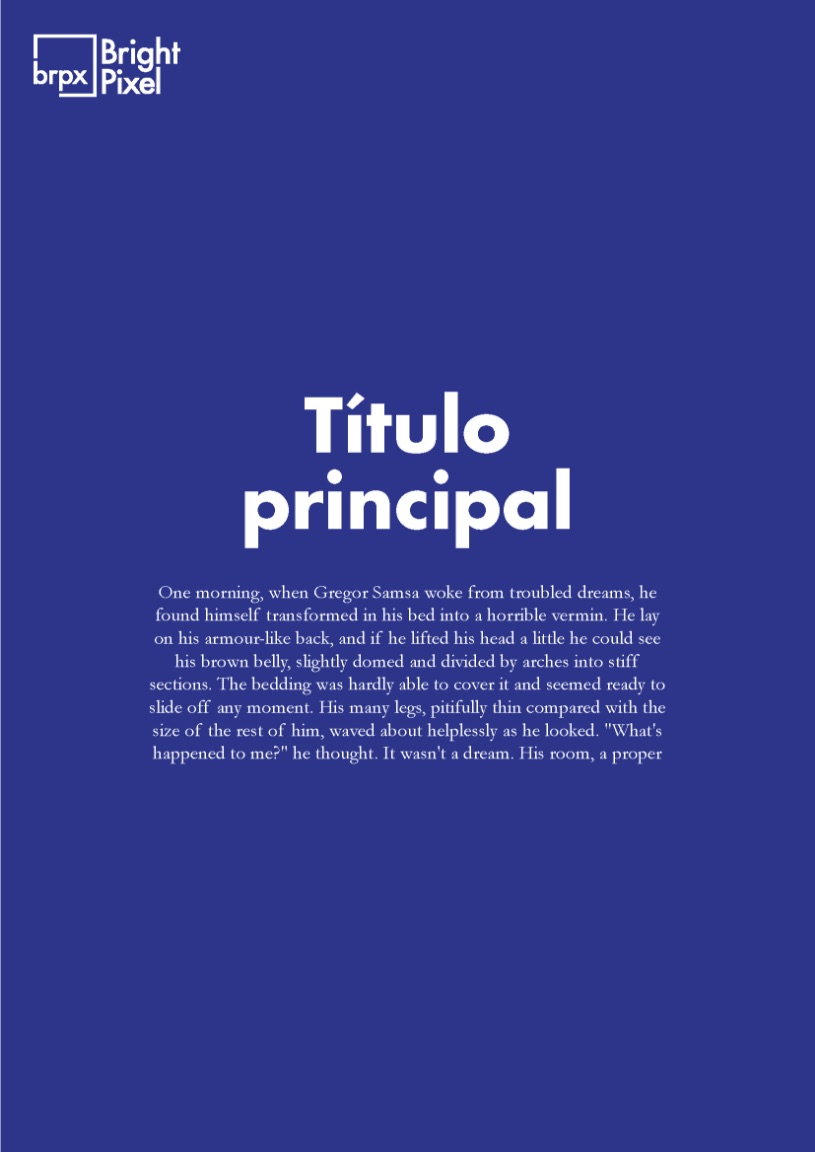 brpx
Bright
Pixel
Título
principal
One morning, when Gregor Samsa woke from troubled dreams, he
found himself transformed in his bed into a horrible vermin. He lay
on his armour-like back, and if he lifted his head a little he could see
his brown belly, slightly domed and divided by arches into stiff
sections. The bedding was hardly able to cover it and seemed ready to
slide off any moment. His many legs, pitifully thin compared with the
size of the rest of him, waved about helplessly as he looked. "What's
happened to me?" he thought. It wasn't a dream. His room, a proper